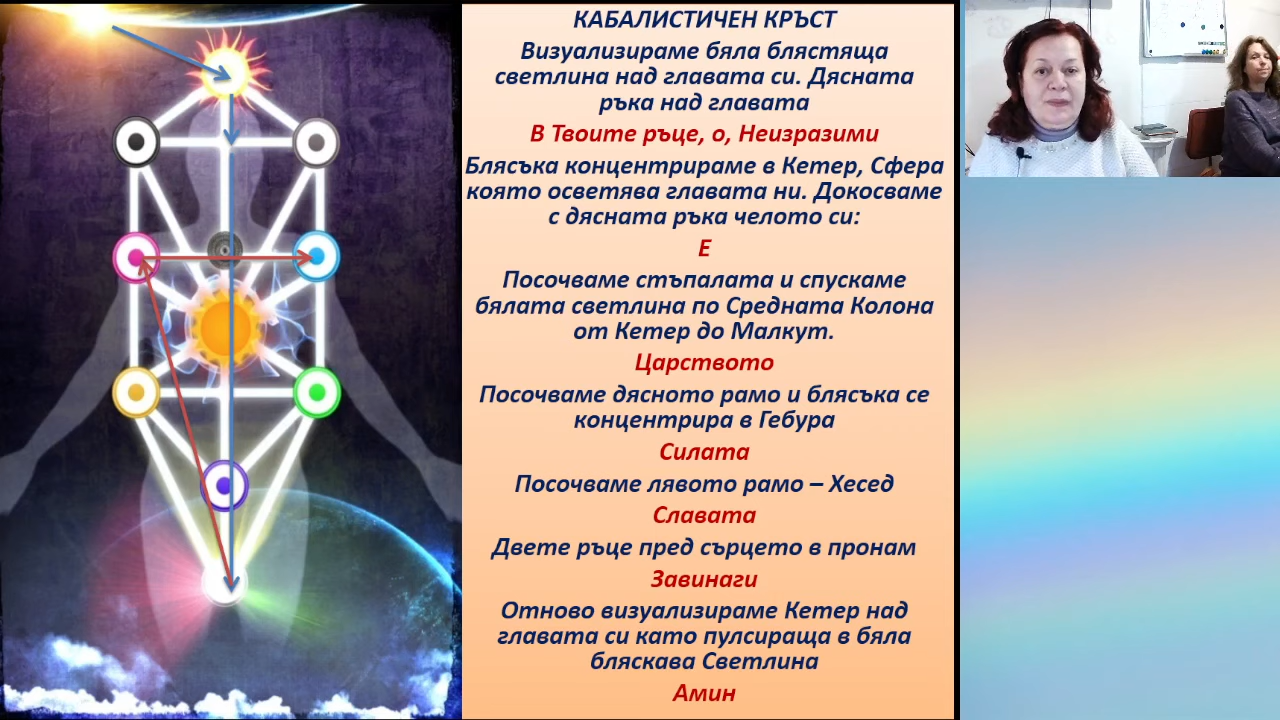 КАБАЛИСТИЧЕН КРЪСТ
Визуализираме бяла блястяща
светлина над главата си. Дясната
ръка над главата
В Твоите ръце, о, Неизразими
Блясъка концентрираме в Кетер, Сфера
която осветява главата ни. Докосваме
с дясната ръка челото си:
Е
Посочваме стъпалата и спускаме
бялата светлина по Средната Колона
от Кетер до Малкут.
Царството
Посочваме дясното рамо и блясъка се
концентрира в Гебура
Силата
Посочваме лявото рамо – Хесед
Славата
Двете ръце пред сърцето в пронам
Завинаги
Отново визуализираме Кетер над
главата си като пулсираща в бяла
бляскава Светлина
Амин